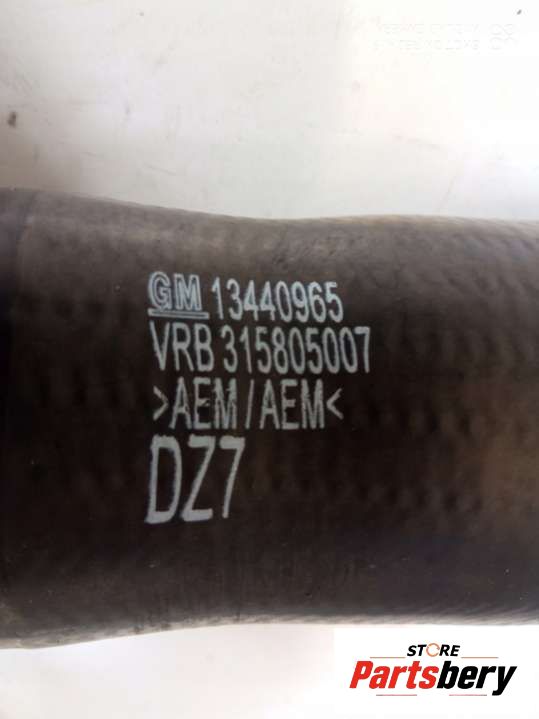 GM 13440965
VRB 315805007
>AEM/AEM<
DZ7
STORE
Partsbery